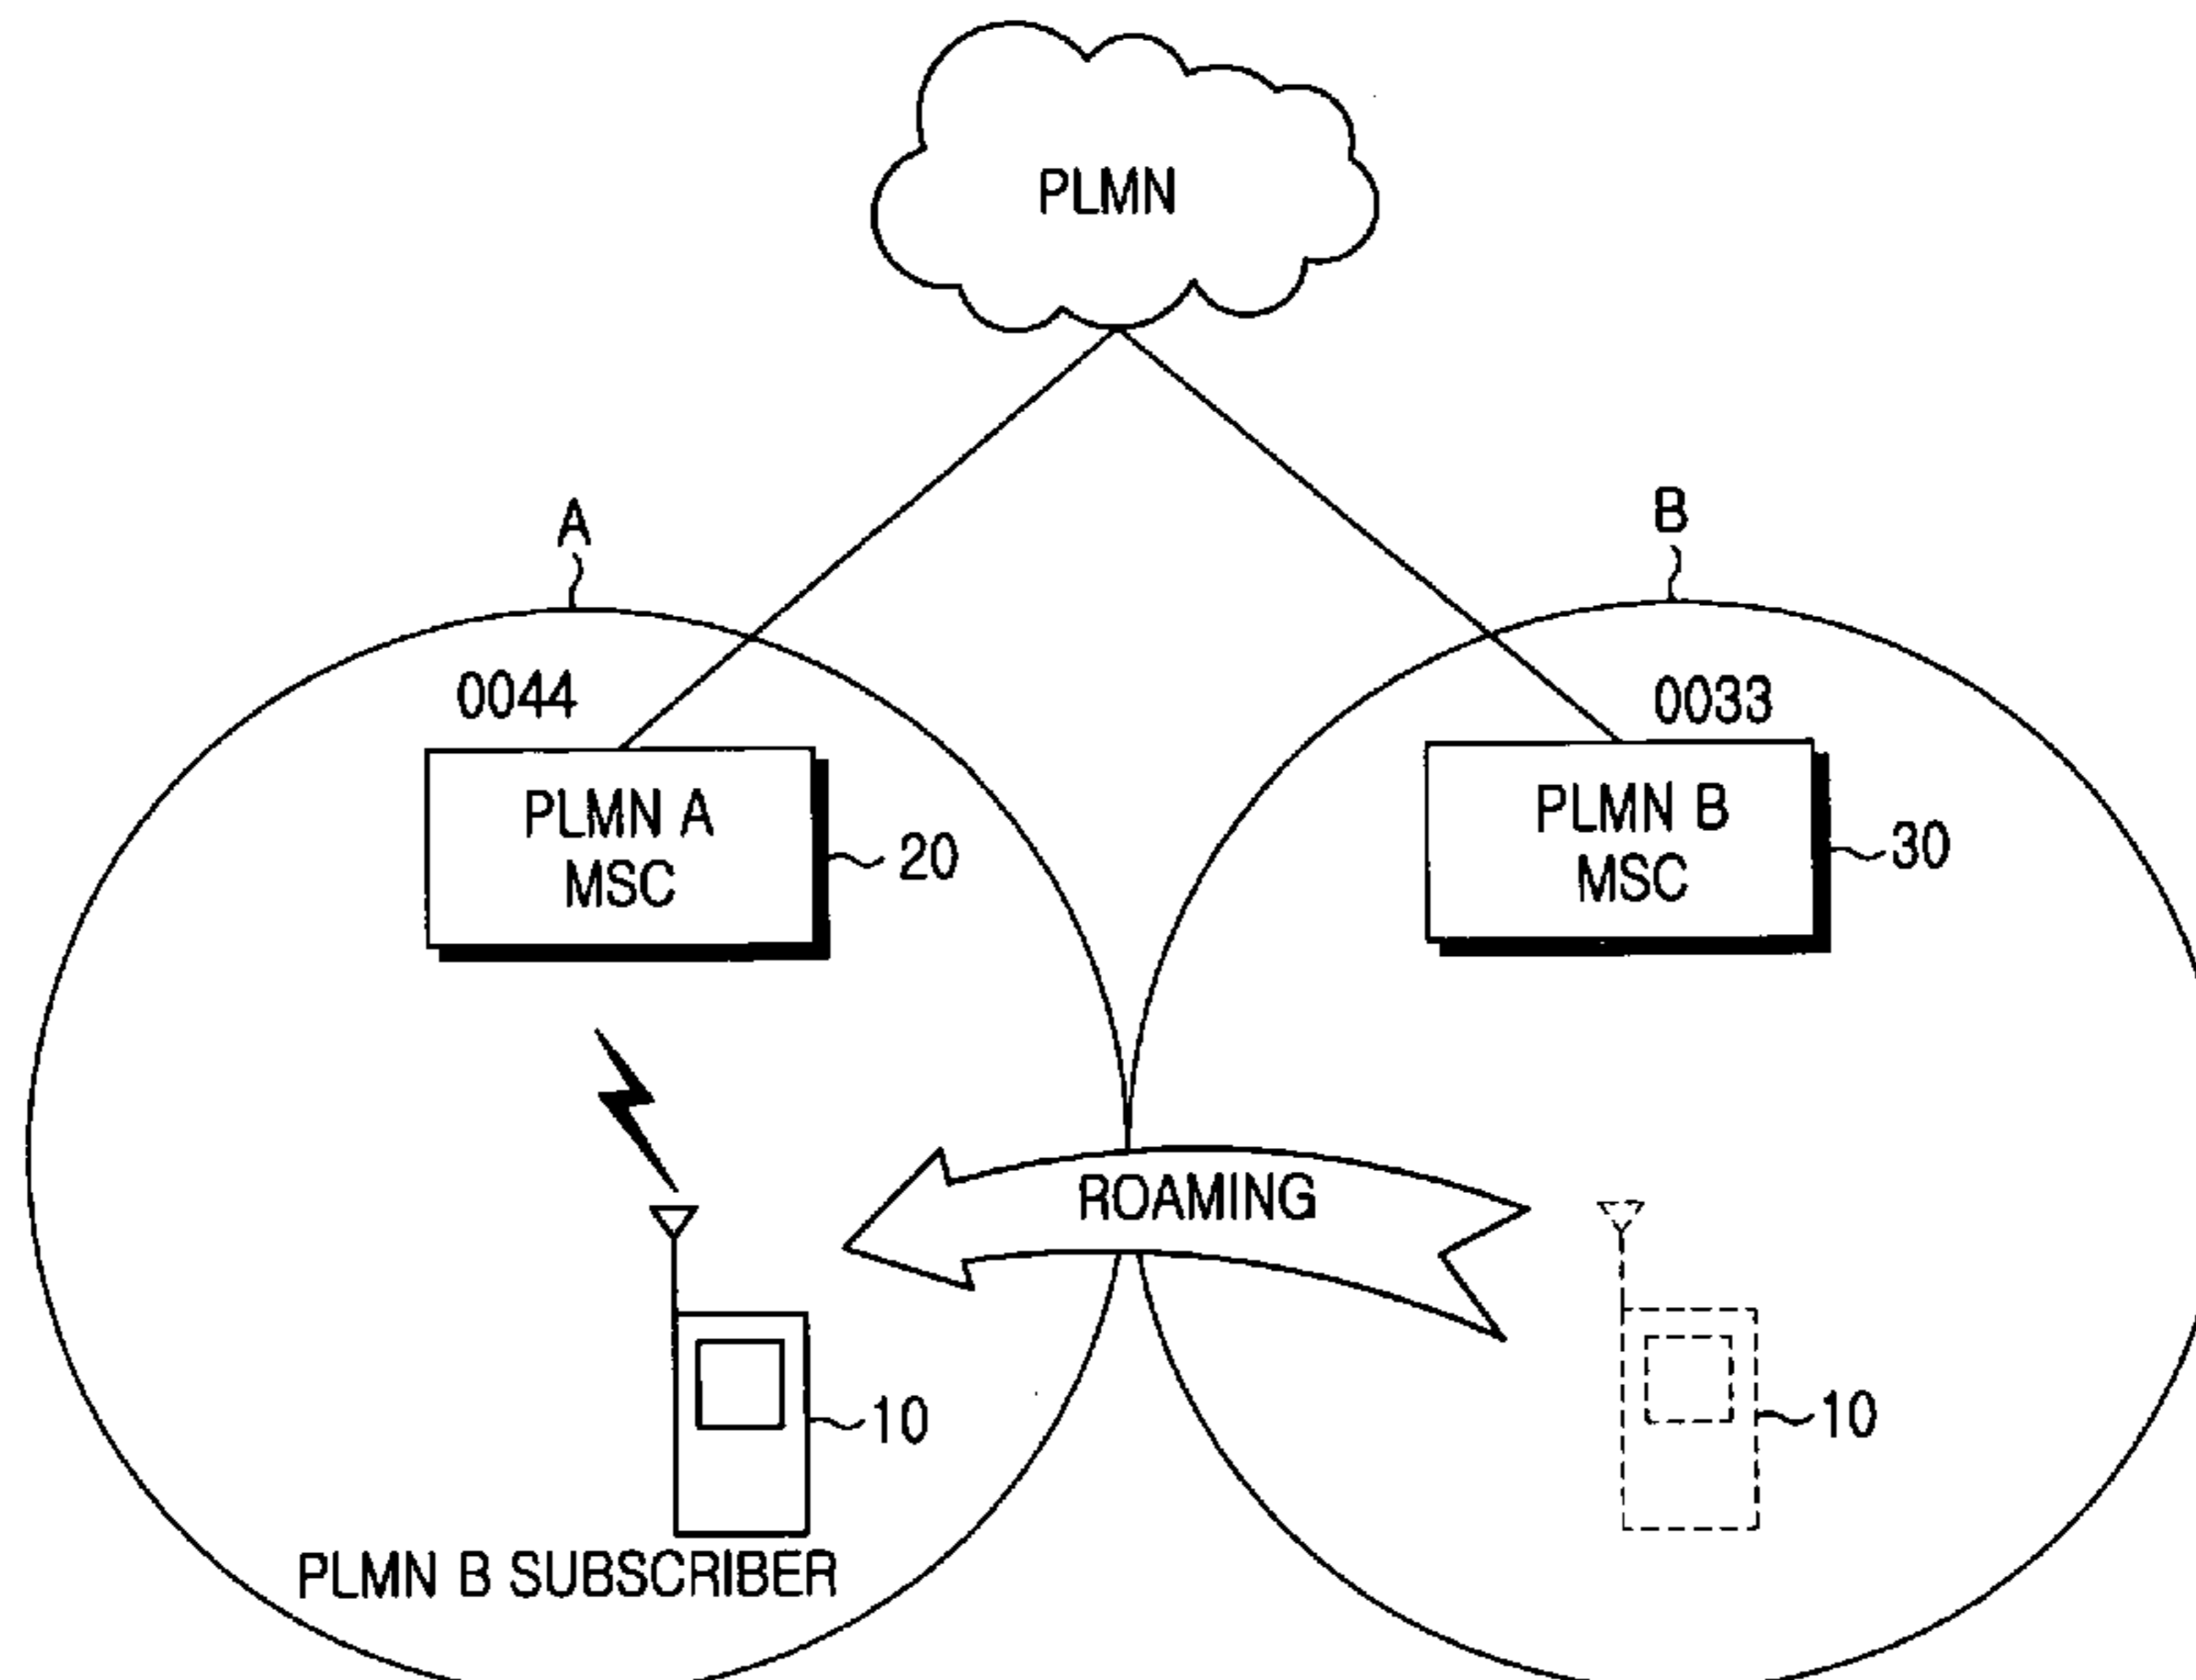 PLMN
A
B
0044
0033
PLMN A
MSC
20
PLMN B
MSC
30
ROAMING
10
10
PLMN B SUBSCRIBER